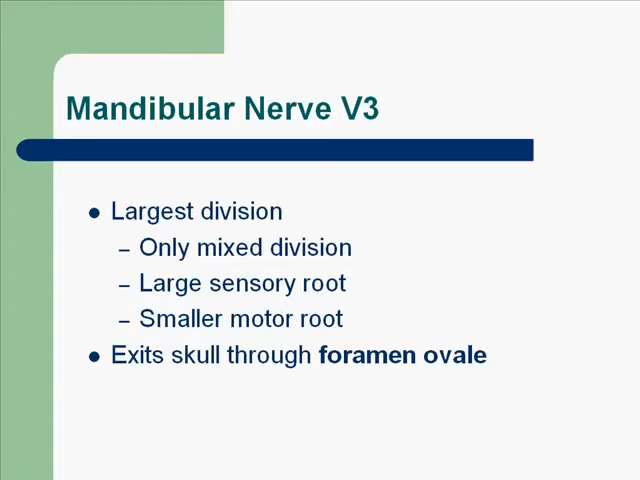 Mandibular Nerve V3
● Largest division
– Only mixed division
– Large sensory root
– Smaller motor root
● Exits skull through foramen ovale